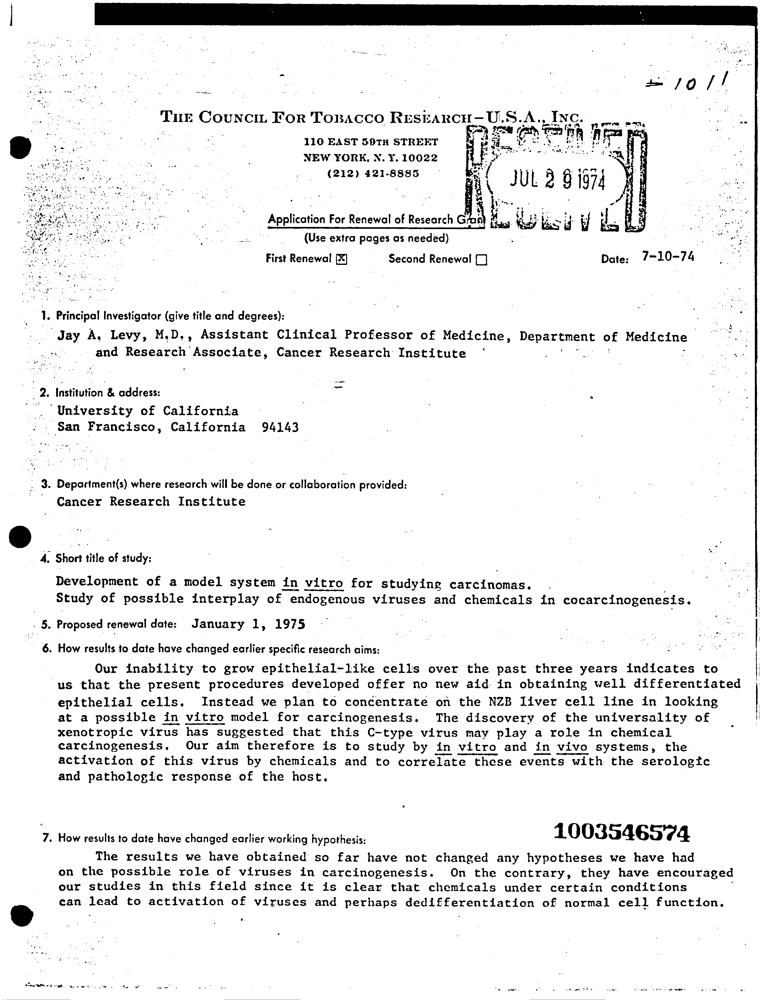 = 1011
THE COUNCIL FOR TOBACCO RESEARCH-U.S.A., INC.
110 EAST 59TH STREET
NEW YORK, N. Y. 10022
(212) 421-8885
RECEIVED
JUL 29 1974
Application For Renewal of Research Grant
(Use extra pages as needed)
First Renewal ☒ Second Renewal ☐ Date: 7-10-74
1. Principal Investigator (give title and degrees):
Jay A. Levy, M.D., Assistant Clinical Professor of Medicine, Department of Medicine
and Research Associate, Cancer Research Institute
2. Institution & address:
University of California
San Francisco, California 94143
3. Department(s) where research will be done or collaboration provided:
Cancer Research Institute
4. Short title of study:
Development of a model system in vitro for studying carcinomas.
Study of possible interplay of endogenous viruses and chemicals in cocarcinogenesis.
5. Proposed renewal date: January 1, 1975
6. How results to date have changed earlier specific research aims:
Our inability to grow epithelial-like cells over the past three years indicates to
us that the present procedures developed offer no new aid in obtaining well differentiated
epithelial cells. Instead we plan to concentrate on the NZB liver cell line in looking
at a possible in vitro model for carcinogenesis. The discovery of the universality of
xenotropic virus has suggested that this C-type virus may play a role in chemical
carcinogenesis. Our aim therefore is to study by in vitro and in vivo systems, the
activation of this virus by chemicals and to correlate these events with the serologic
and pathologic response of the host.
1003546574
7. How results to date have changed earlier working hypothesis:
The results we have obtained so far have not changed any hypotheses we have had
on the possible role of viruses in carcinogenesis. On the contrary, they have encouraged
our studies in this field since it is clear that chemicals under certain conditions
can lead to activation of viruses and perhaps dedifferentiation of normal cell function.